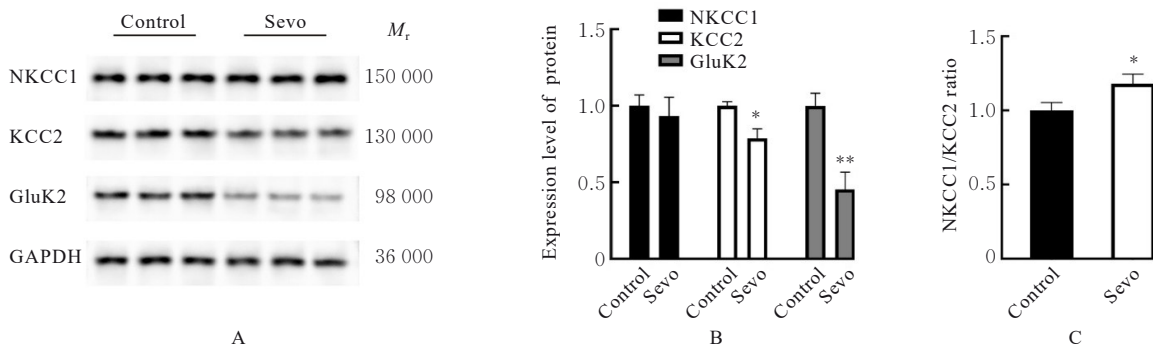 Control Sevo Mr
NKCC1 150 000
KCC2 130 000
GluK2 98 000
GAPDH 36 000
A
NKCC1
KCC2
GluK2
Expression level of protein
1.5
1.0
0.5
0
*
**
Control Sevo Control Sevo Control Sevo
B
NKCC1/KCC2 ratio
1.5
1.0
0.5
0
*
Control Sevo
C